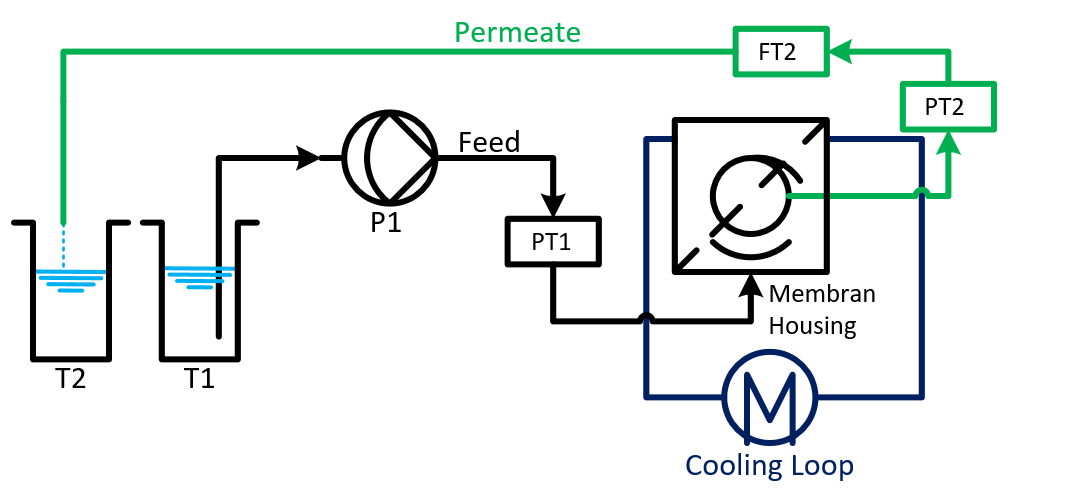 Permeate
FT2
PT2
Feed
P1
PT1
Membran
Housing
T2
T1
M
Cooling Loop